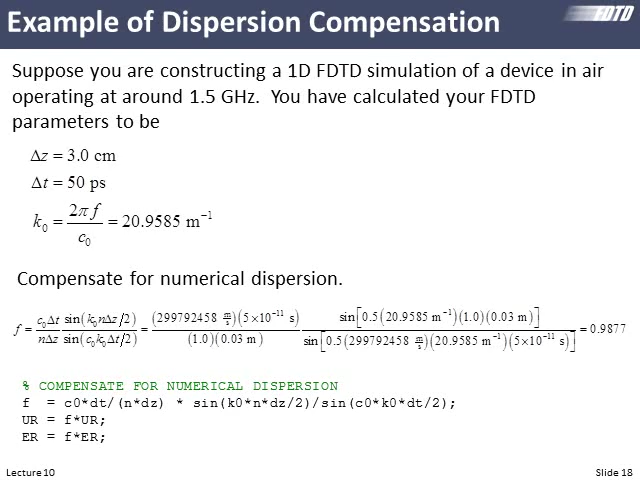 Example of Dispersion Compensation
FDTD
Suppose you are constructing a 1D FDTD simulation of a device in air
operating at around 1.5 GHz.  You have calculated your FDTD
parameters to be
Δz = 3.0 cm
Δt = 50 ps
k₀ = 2πf / c₀ = 20.9585 m⁻¹
Compensate for numerical dispersion.
f = c₀Δt / nΔz sin(k₀nΔz/2) / sin(c₀k₀Δt/2) = (299792458 m/s)(5×10⁻¹¹ s) / (1.0)(0.03 m) sin[0.5(20.9585 m⁻¹)(1.0)(0.03 m)] / sin[0.5(299792458 m/s)(20.9585 m⁻¹)(5×10⁻¹¹ s)] = 0.9877
% COMPENSATE FOR NUMERICAL DISPERSION
f  = c0*dt/(n*dz) * sin(k0*n*dz/2)/sin(c0*k0*dt/2);
UR = f*UR;
ER = f*ER;
Lecture 10
Slide 18